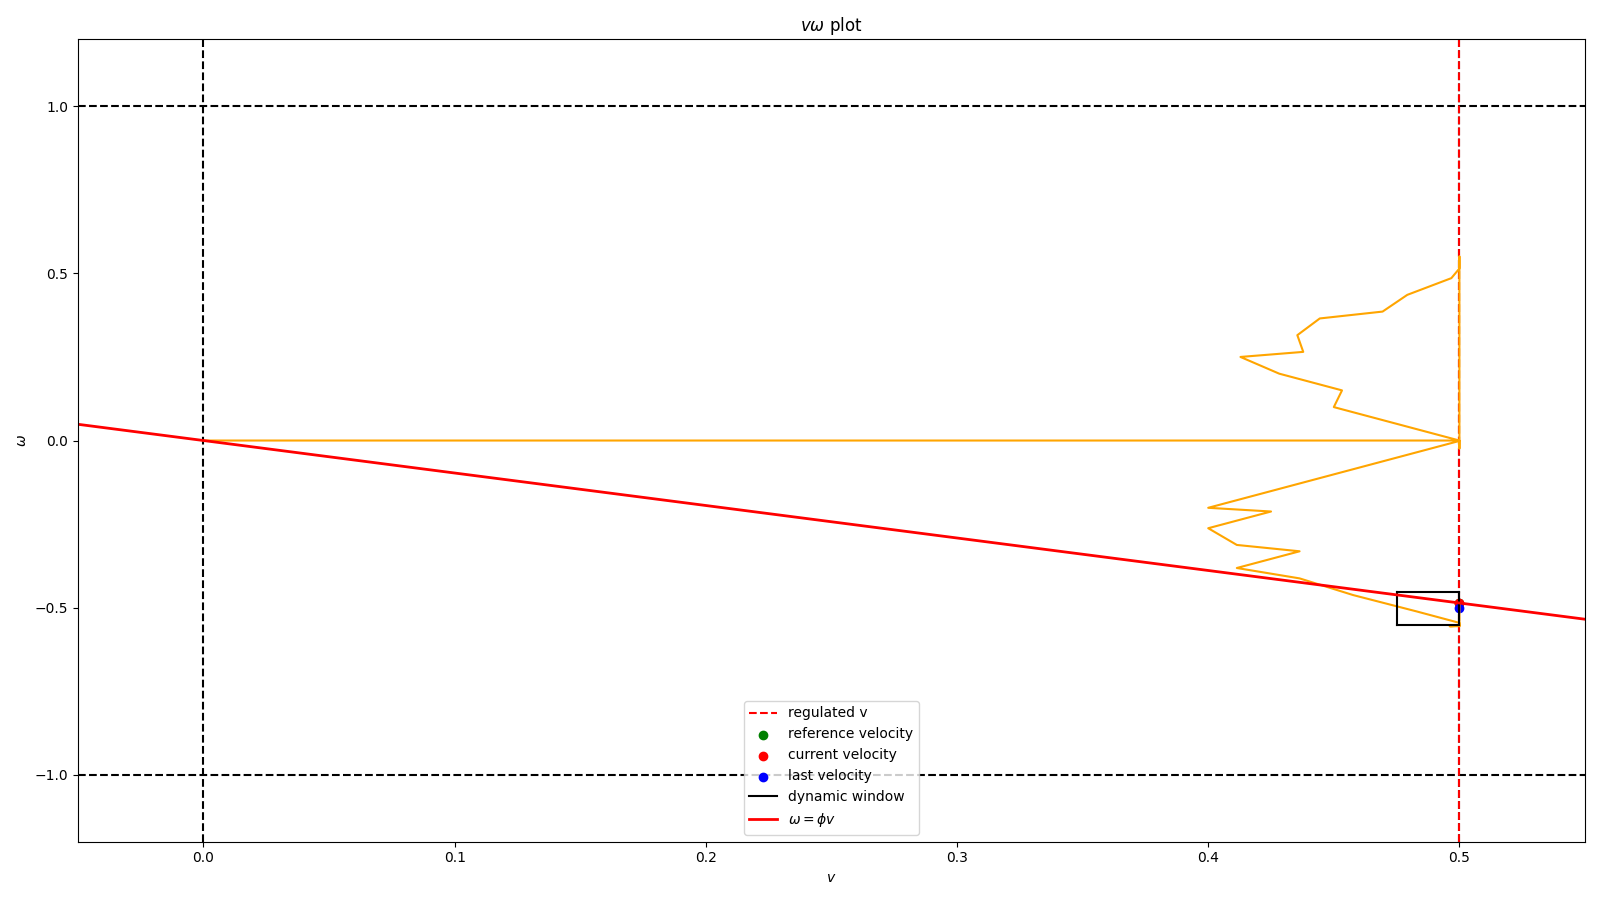 vω plot
1.0
0.5
0.0
−0.5
−1.0
ω
0.0
0.1
0.2
0.3
0.4
0.5
v
regulated v
reference velocity
current velocity
last velocity
dynamic window
ω = ϕv